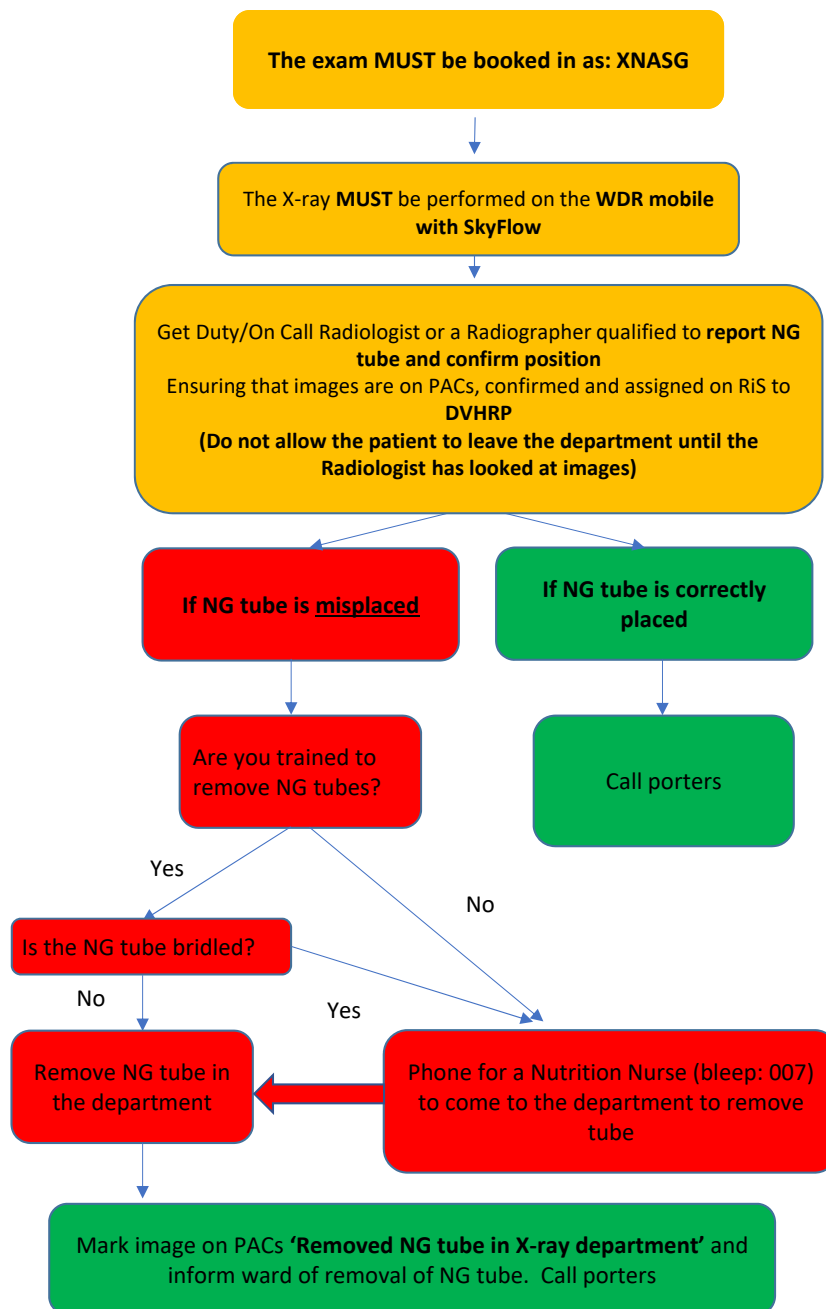 The exam MUST be booked in as: XNASG
The X-ray MUST be performed on the WDR mobile
with SkyFlow
Get Duty/On Call Radiologist or a Radiographer qualified to report NG
tube and confirm position
Ensuring that images are on PACs, confirmed and assigned on RiS to
DVHRP
(Do not allow the patient to leave the department until the
Radiologist has looked at images)
If NG tube is misplaced
If NG tube is correctly
placed
Are you trained to
remove NG tubes?
Call porters
Yes
No
Is the NG tube bridled?
No
Yes
Remove NG tube in
the department
Phone for a Nutrition Nurse (bleep: 007)
to come to the department to remove
tube
Mark image on PACs ‘Removed NG tube in X-ray department’ and
inform ward of removal of NG tube. Call porters